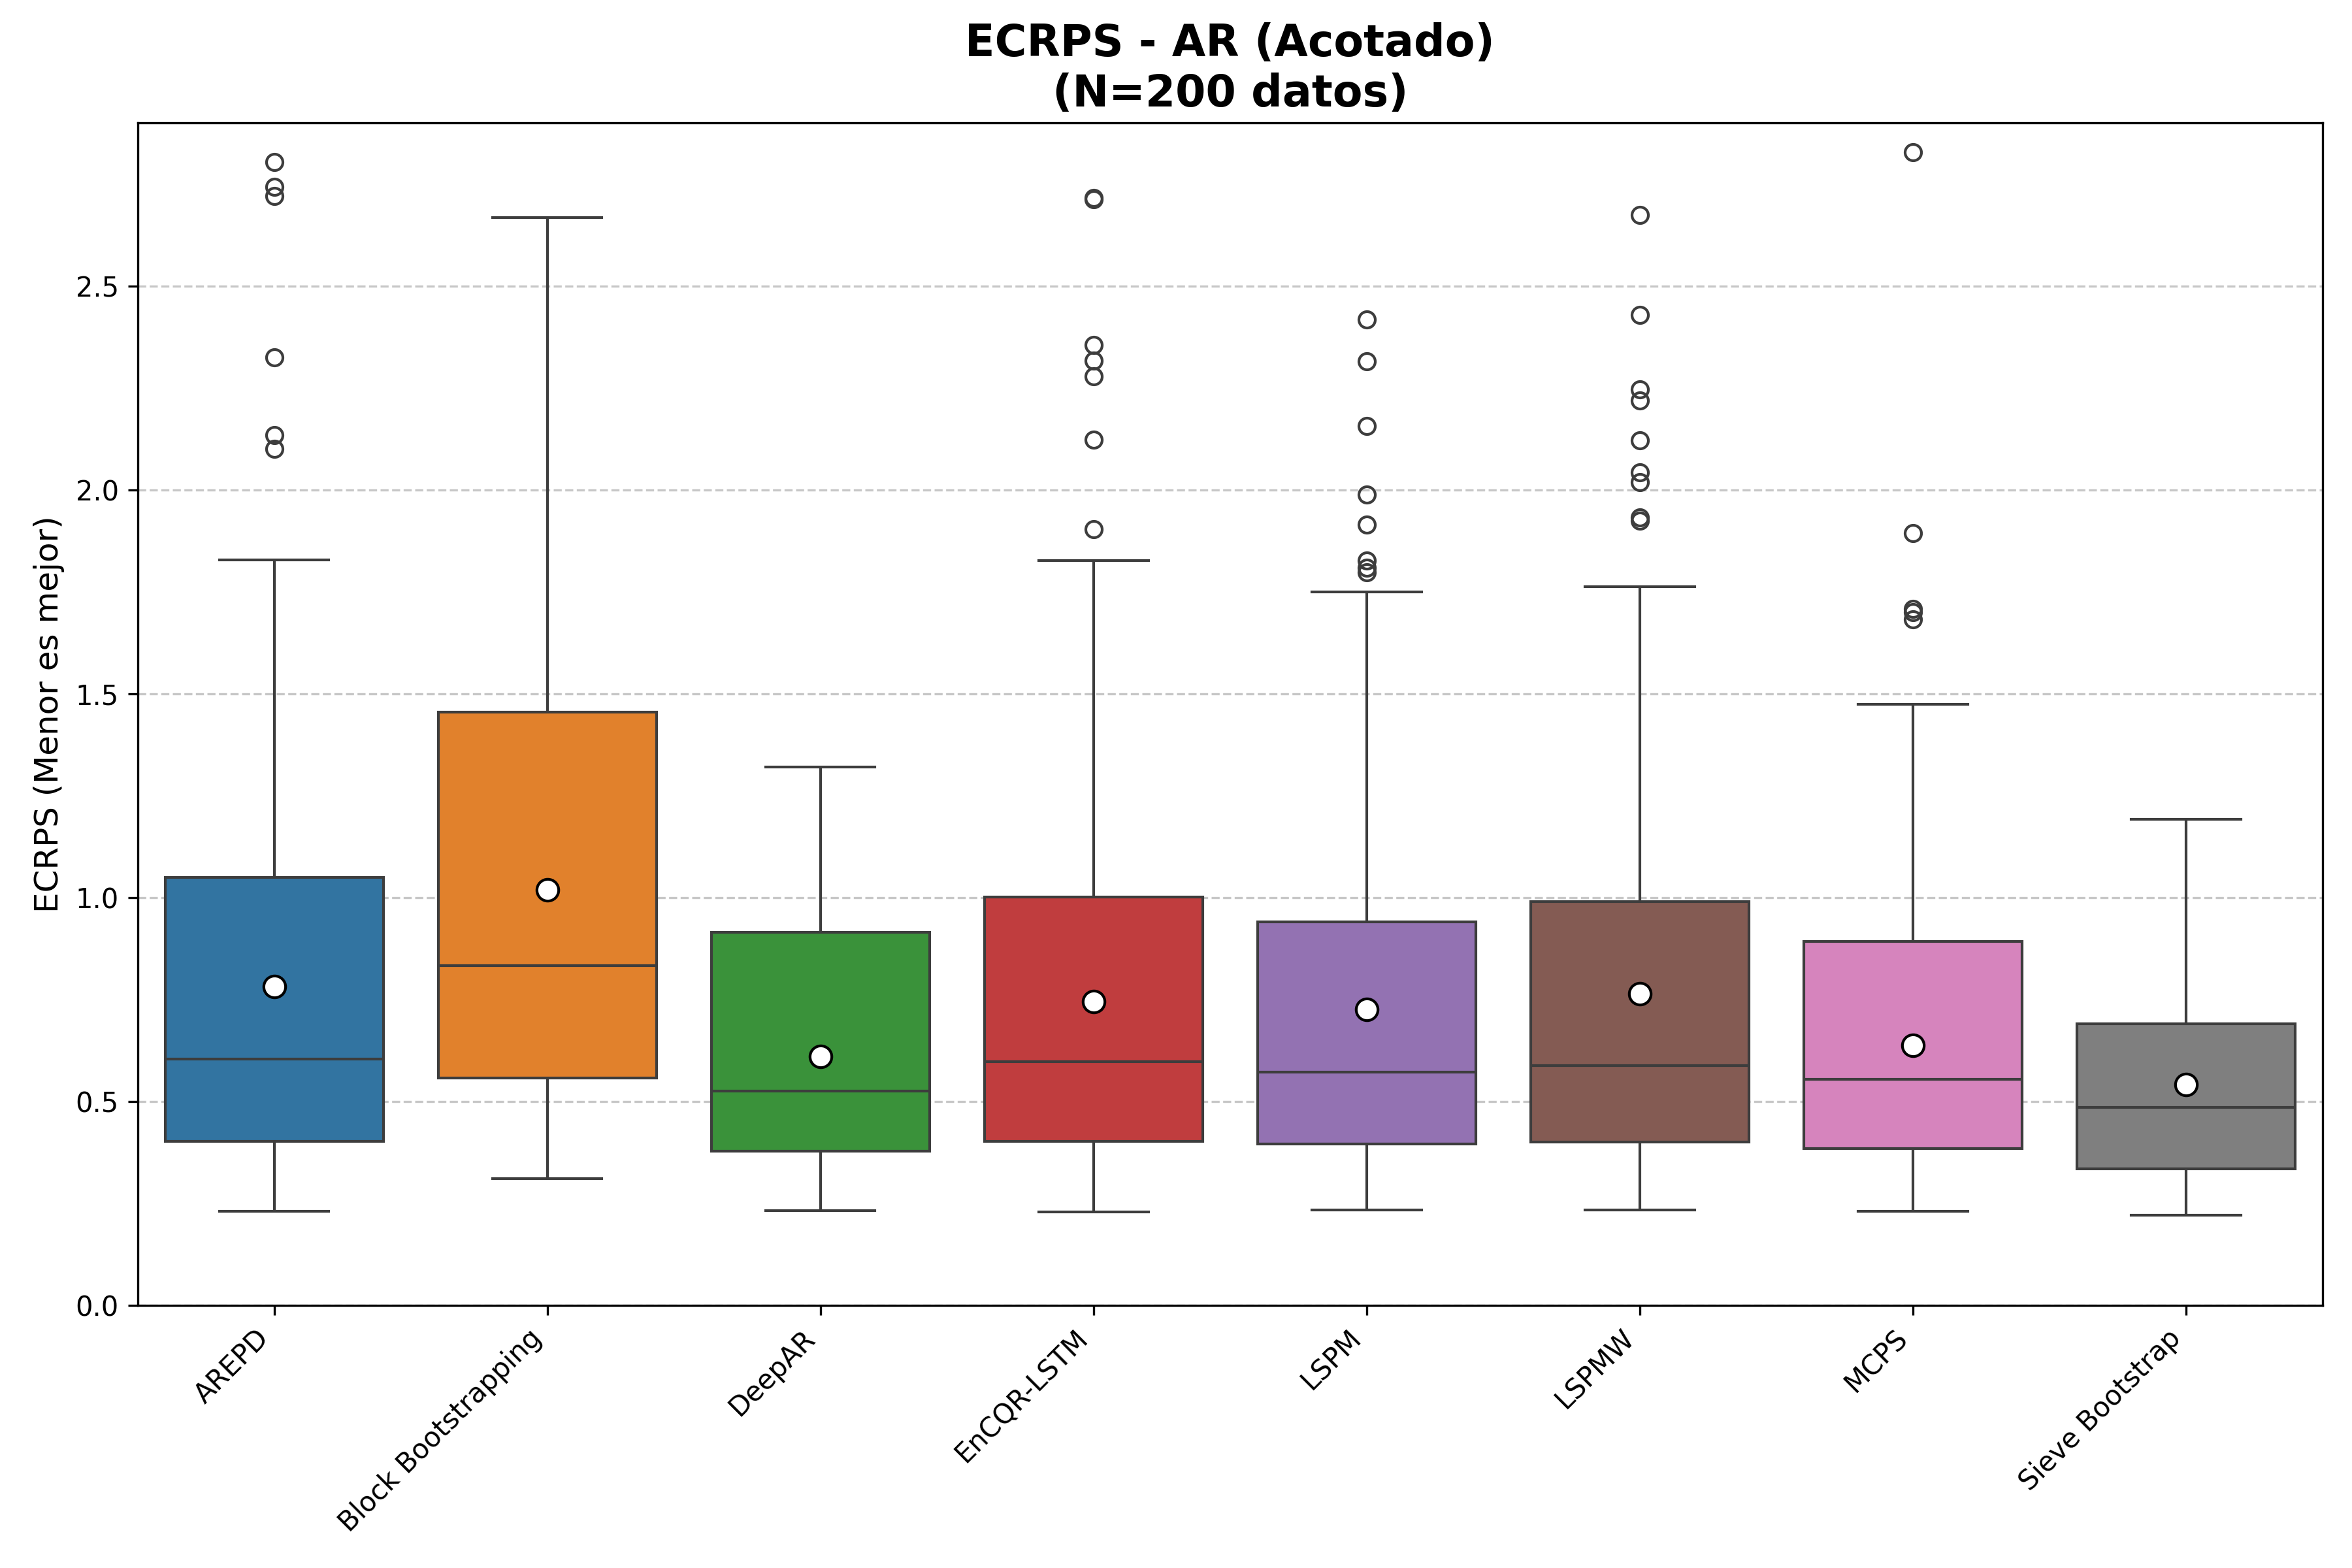 ECRPS - AR (Acotado)
(N=200 datos)
ECRPS (Menor es mejor)
2.5
2.0
1.5
1.0
0.5
0.0
AREPD
Block Bootstrapping
DeepAR
EnCQR-LSTM
LSPM
LSPMW
MCPS
Sieve Bootstrap